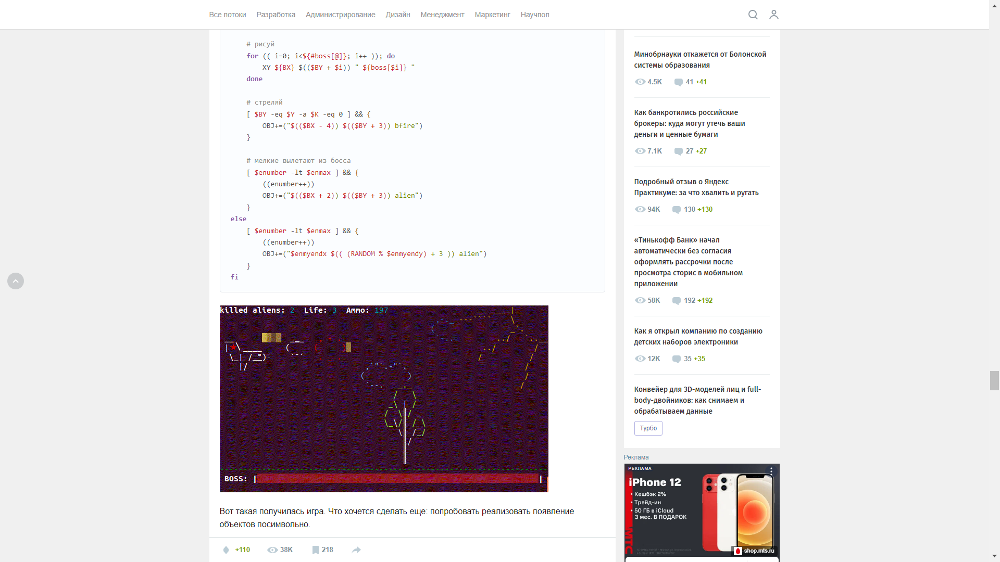 Все потоки Разработка Администрирование Дизайн Менеджмент Маркетинг Научпоп
# рисуй
for (( i=0; i<${#boss[@]}; i++ )); do
XY ${BX} $(($BY + $i)) " ${boss[$i]} "
done
# стреляй
[ $BY -eq $Y -a $K -eq 0 ] && {
OBJ+=("$(($BX - 4)) $(($BY + 3)) bfire")
}
# мелкие вылетают из босса
[ $enumber -lt $enmax ] && {
((enumber++))
OBJ+=("$(($BX + 2)) $(($BY + 3)) alien")
}
else
[ $enumber -lt $enmax ] && {
((enumber++))
OBJ+=("$enmyendx $(( (RANDOM % $enmyendy) + 3 )) alien")
}
fi
killed aliens: 2 Life: 3 Ammo: 197
BOSS: | |
Вот такая получилась игра. Что хочется сделать еще: попробовать реализовать появление
объектов посимвольно.
+110 38K 218
Минобрнауки откажется от Болонской
системы образования
4.5K 41 +41
Как банкротились российские
брокеры: куда могут утечь ваши
деньги и ценные бумаги
7.1K 27 +27
Подробный отзыв о Яндекс
Практикуме: за что хвалить и ругать
94K 130 +130
«Тинькофф Банк» начал
автоматически без согласия
оформлять рассрочки после
просмотра сторис в мобильном
приложении
58K 192 +192
Как я открыл компанию по созданию
детских наборов электроники
12K 35 +35
Конвейер для 3D-моделей лиц и full-
body-двойников: как снимаем и
обрабатываем данные
Турбо
Реклама
РЕКЛАМА
iPhone 12
• Кешбэк 2%
• Трейд-ин
• 50 ГБ в iCloud
3 мес. В ПОДАРОК
МТС
shop.mts.ru